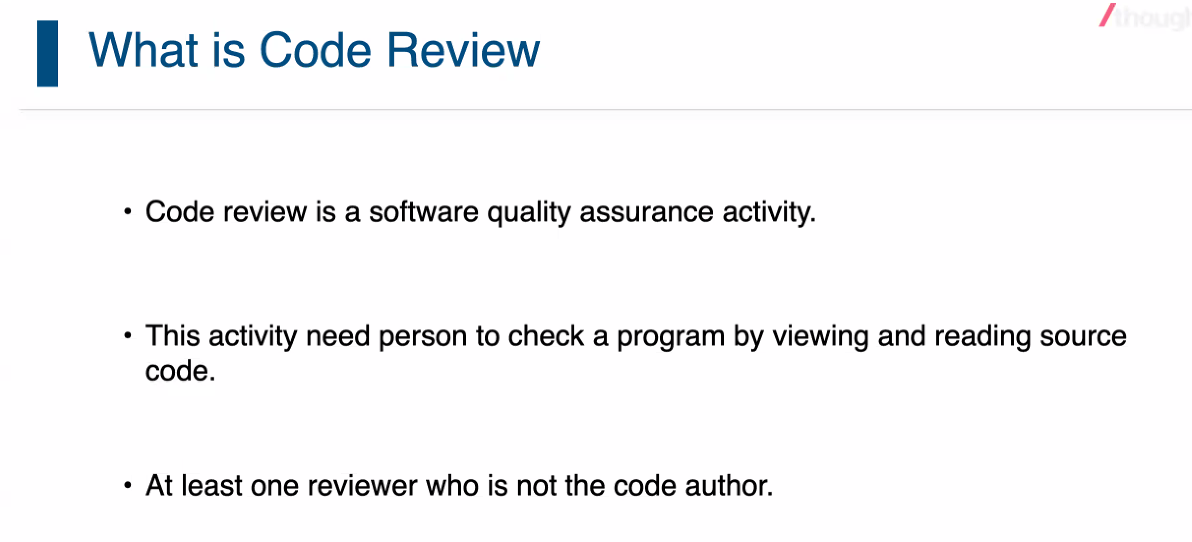 What is Code Review
• Code review is a software quality assurance activity.
• This activity need person to check a program by viewing and reading source
code.
• At least one reviewer who is not the code author.